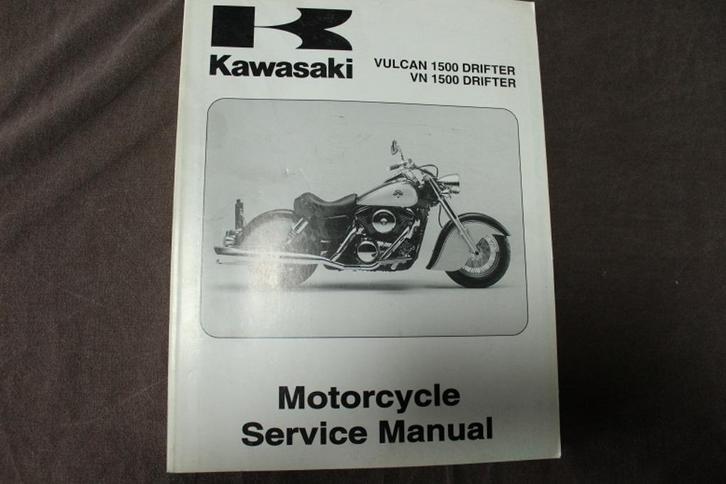 Kawasaki
VULCAN 1500 DRIFTER
VN 1500 DRIFTER
Motorcycle
Service Manual